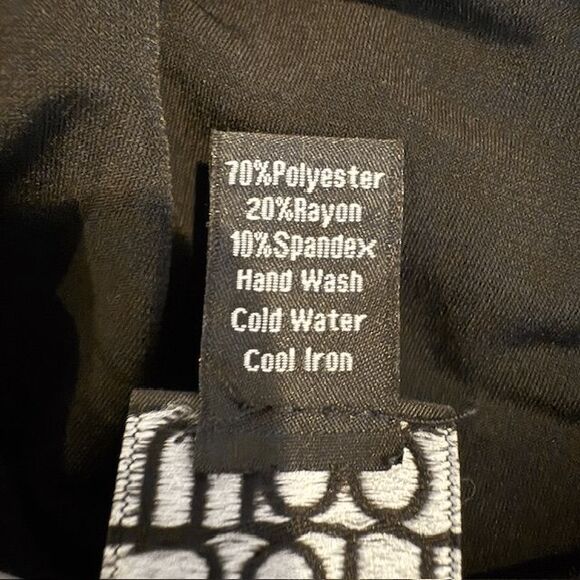 70%Polyester
20%Rayon
10%Spandex
Hand Wash
Cold Water
Cool Iron